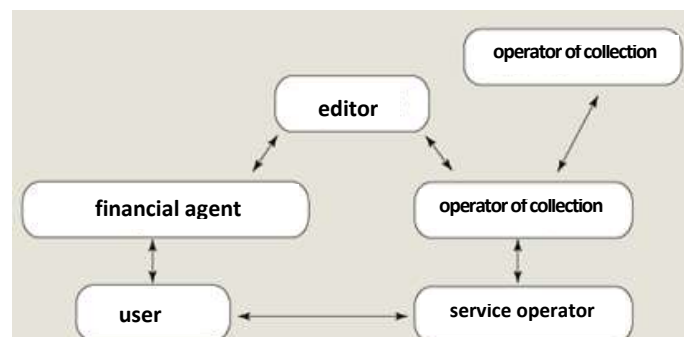 operator of collection
editor
financial agent
operator of collection
user
service operator